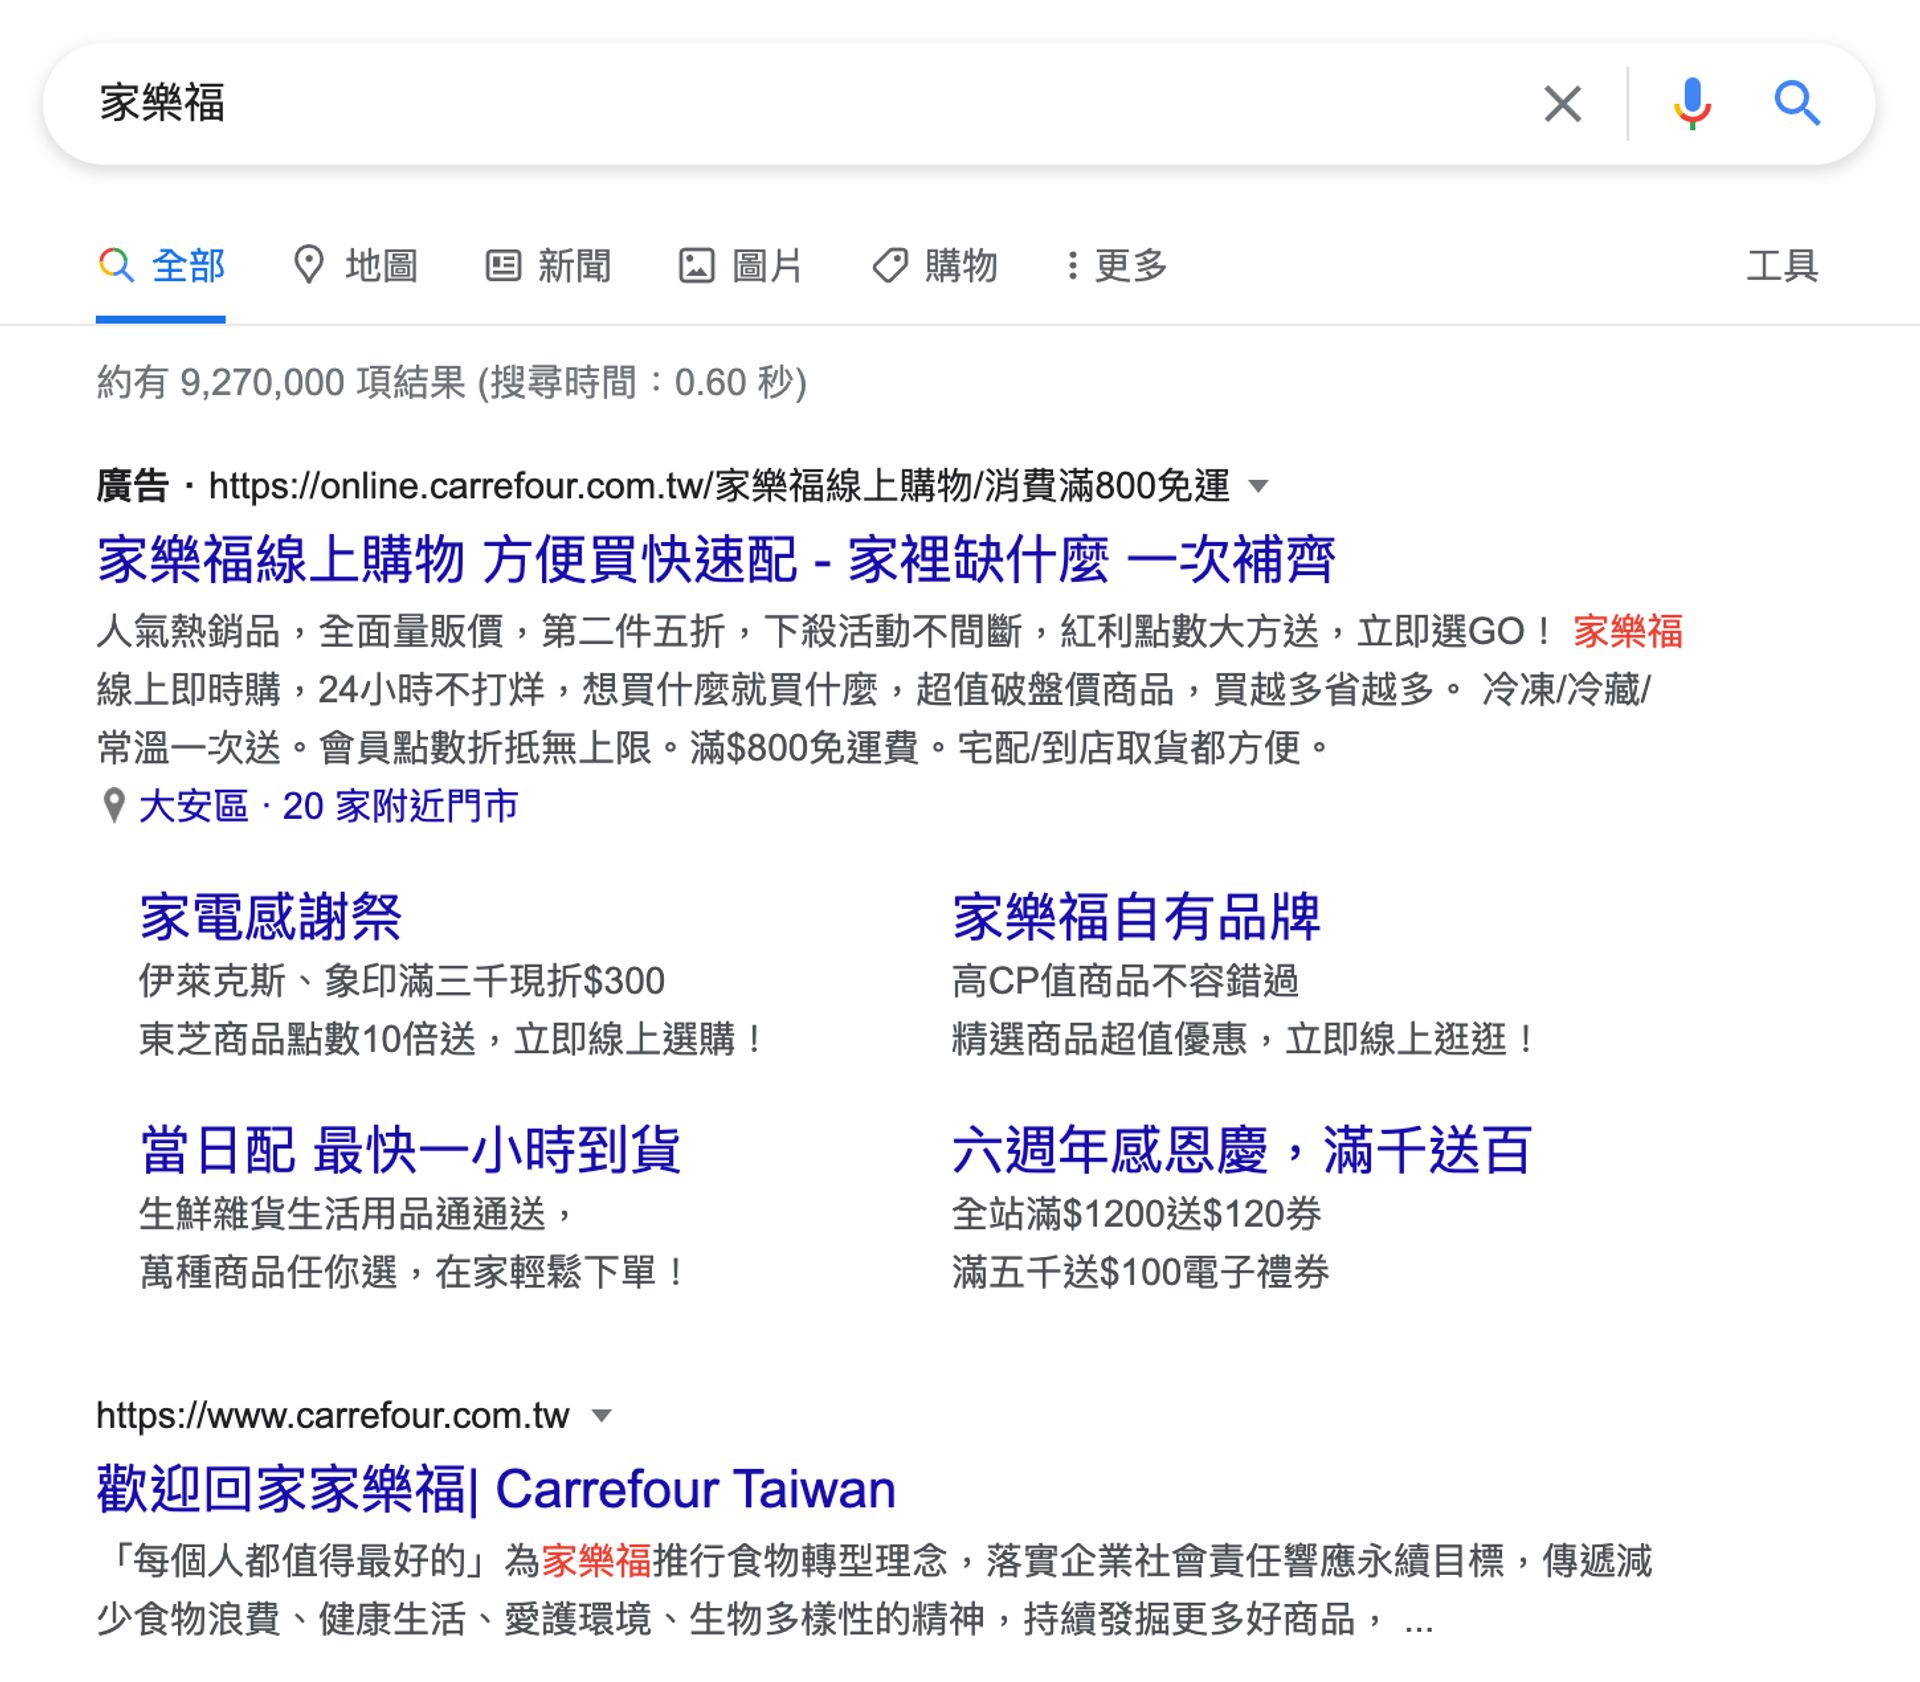 家樂福
全部 地圖 新聞 圖片 購物 更多 工具
約有 9,270,000 項結果 (搜尋時間：0.60 秒)
廣告 · https://online.carrefour.com.tw/家樂福線上購物/消費滿800免運
家樂福線上購物 方便買快速配 - 家裡缺什麼 一次補齊
人氣熱銷品，全面量販價，第二件五折，下殺活動不間斷，紅利點數大方送，立即選GO！ 家樂福
線上即時購，24小時不打烊，想買什麼就買什麼，超值破盤價商品，買越多省越多。 冷凍/冷藏/
常溫一次送。會員點數折抵無上限。滿$800免運費。宅配/到店取貨都方便。
大安區 · 20 家附近門市
家電感謝祭
伊萊克斯、象印滿三千現折$300
東芝商品點數10倍送，立即線上選購！
家樂福自有品牌
高CP值商品不容錯過
精選商品超值優惠，立即線上逛逛！
當日配 最快一小時到貨
生鮮雜貨生活用品通通送，
萬種商品任你選，在家輕鬆下單！
六週年感恩慶，滿千送百
全站滿$1200送$120券
滿五千送$100電子禮券
https://www.carrefour.com.tw
歡迎回家家樂福| Carrefour Taiwan
「每個人都值得最好的」為家樂福推行食物轉型理念，落實企業社會責任響應永續目標，傳遞減
少食物浪費、健康生活、愛護環境、生物多樣性的精神，持續發掘更多好商品， ...